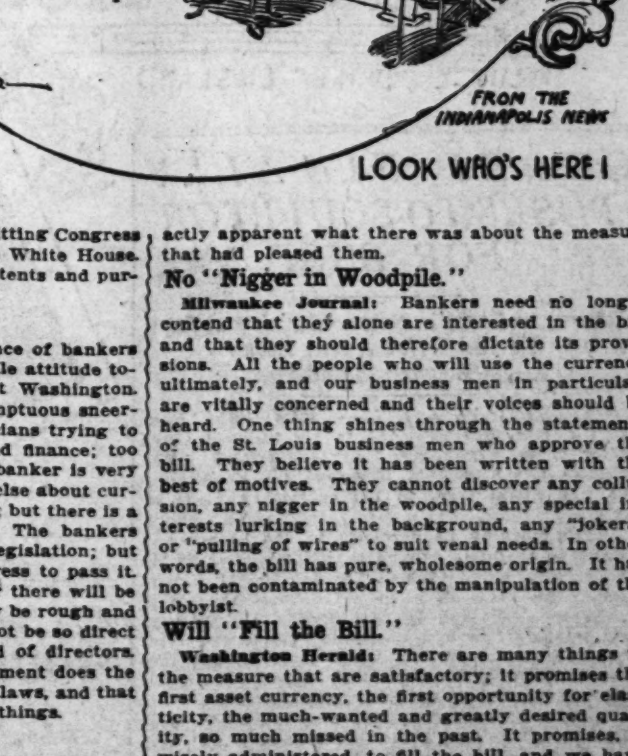 FROM THE
INDIANAPOLIS NEWS
LOOK WHO'S HERE!
tting Congress
White House.
tents and pur-
ce of bankers
le attitude to-
t Washington.
mptuous sneer-
cians trying to
d finance; too
banker is very
else about cur-
; but there is a
The bankers
egislation; but
ress to pass it.
there will be
be rough and
ot be so direct
d of directors.
ment does the
laws, and that
things.
actly apparent what there was about the measu
that had pleased them.
No "Nigger in Woodpile."
Milwaukee Journal: Bankers need no long
contend that they alone are interested in the b
and that they should therefore dictate its prov
sions. All the people who will use the currenc
ultimately, and our business men in particula
are vitally concerned and their voices should
heard. One thing shines through the statemen
of the St. Louis business men who approve th
bill. They believe it has been written with th
best of motives. They cannot discover any collu
sion, any nigger in the woodpile, any special i
terests lurking in the background, any "joker
or "pulling of wires" to suit venal needs. In othe
words, the bill has pure, wholesome origin. It ha
not been contaminated by the manipulation of th
lobbyist.
Will "Fill the Bill."
Washington Herald: There are many things
the measure that are satisfactory; it promises th
first asset currency, the first opportunity for elas
ticity, the much-wanted and greatly desired qua
ity, so much missed in the past. It promises,